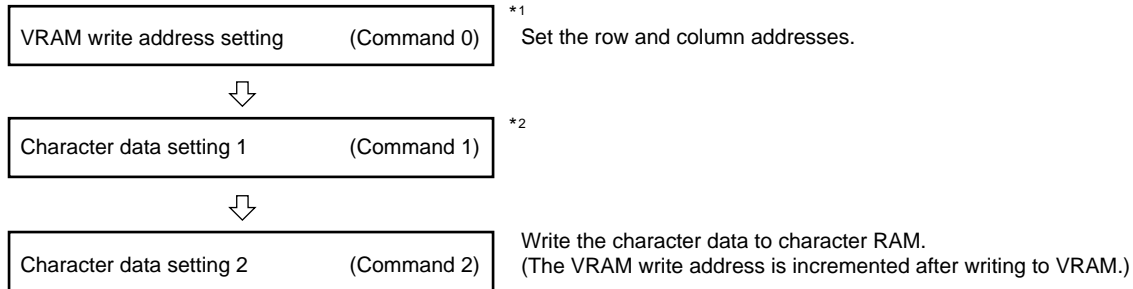 *1
VRAM write address setting (Command 0) Set the row and column addresses.
*2
Character data setting 1 (Command 1)
Write the character data to character RAM.
Character data setting 2 (Command 2)
(The VRAM write address is incremented after writing to VRAM.)